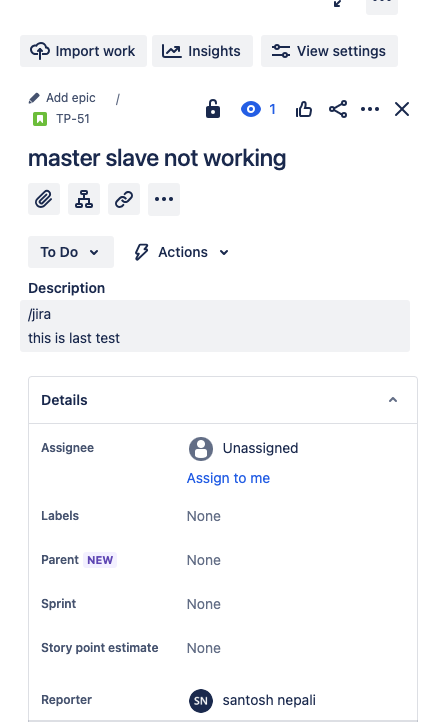 Import work
Insights
View settings
Add epic /
TP-51
1
master slave not working
To Do
Actions
Description
/jira
this is last test
Details
Assignee
Unassigned
Assign to me
Labels
None
Parent NEW
None
Sprint
None
Story point estimate
None
Reporter
SN santosh nepali